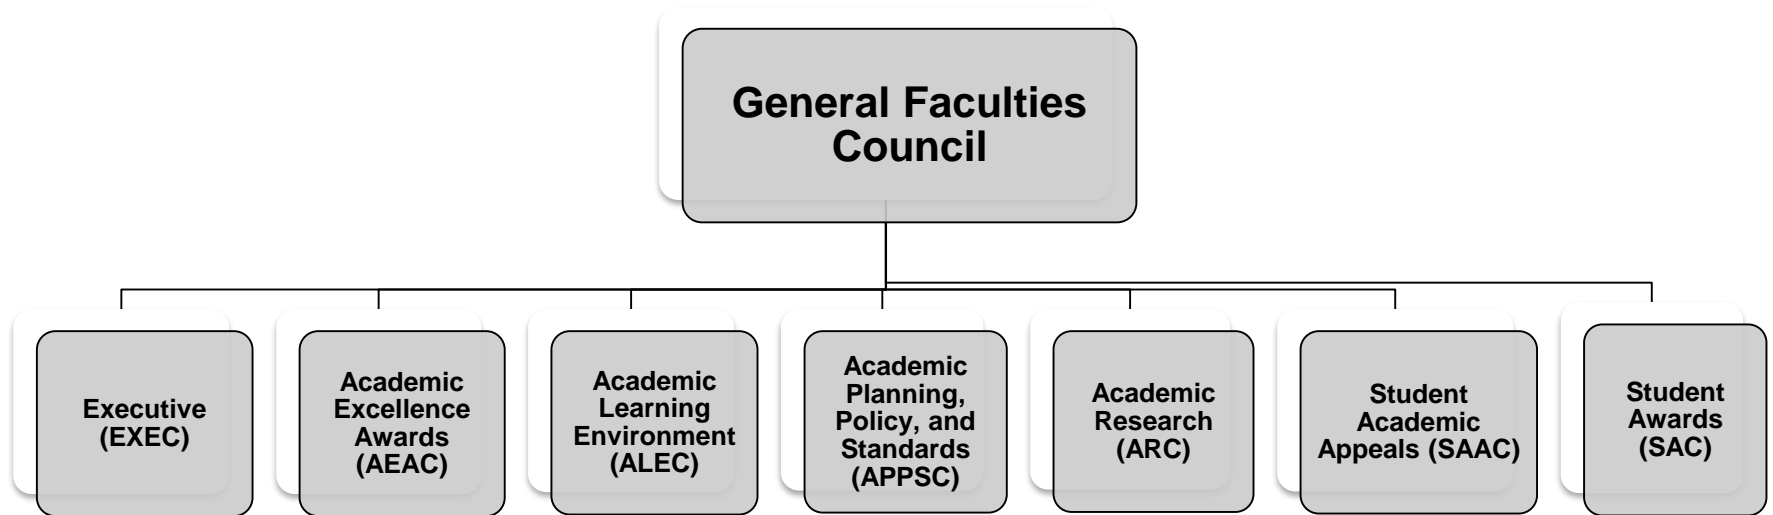 General Faculties
Council
Executive
(EXEC)
Academic
Excellence
Awards
(AEAC)
Academic
Learning
Environment
(ALEC)
Academic
Planning,
Policy, and
Standards
(APPSC)
Academic
Research
(ARC)
Student
Academic
Appeals (SAAC)
Student
Awards
(SAC)